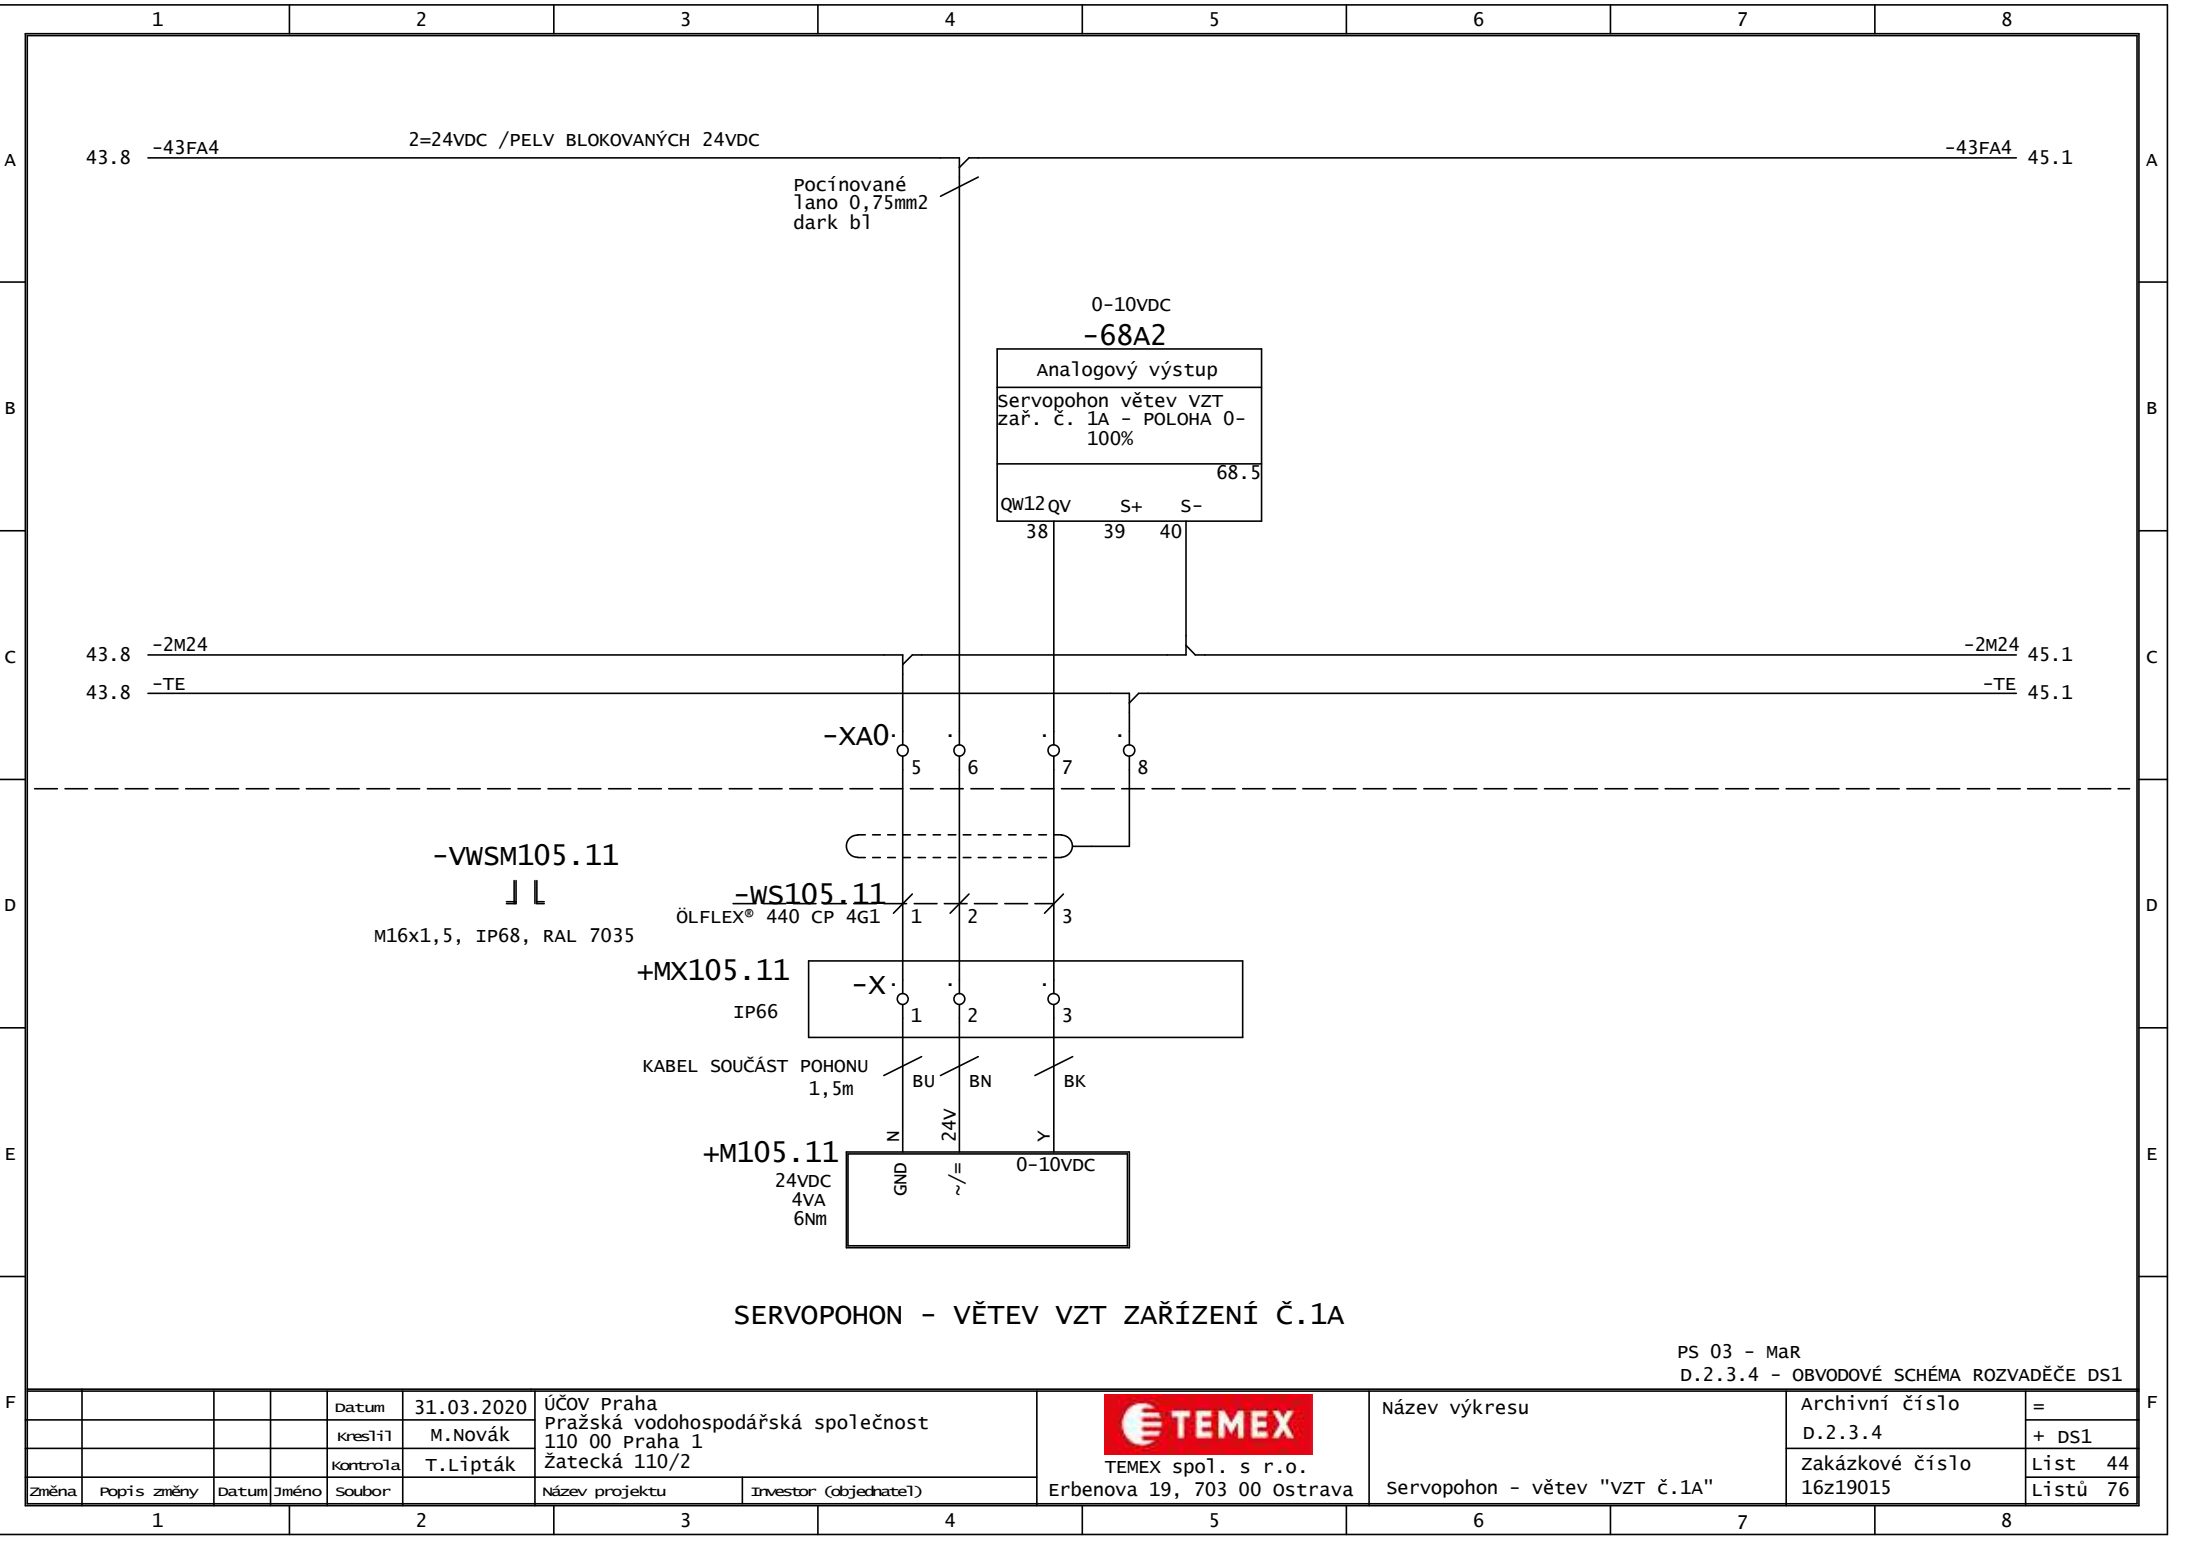 1 2 3 4 5 6 7 8
A A
B B
C C
D D
E E
F F
43.8 -43FA4
2=24VDC /PELV BLOKOVANÝCH 24VDC
-43FA4 45.1
Pocínované
lano 0,75mm2
dark bl
0-10VDC
-68A2
Analogový výstup
Servopohon větev VZT
zař. č. 1A - POLOHA 0-
100%
68.5
QW12 QV S+ S-
38 39 40
43.8 -2M24
-2M24 45.1
43.8 -TE
-TE 45.1
-XA0
5 6 7 8
-VWSM105.11
M16x1,5, IP68, RAL 7035
-WS105.11
ÖLFLEX® 440 CP 4G1
1 2 3
+MX105.11
IP66
-X
1 2 3
KABEL SOUČÁST POHONU
1,5m
BU BN BK
N 24V Y
+M105.11
24VDC
4VA
6Nm
GND ~/= 0-10VDC
SERVOPOHON - VĚTEV VZT ZAŘÍZENÍ Č.1A
PS 03 - MaR
D.2.3.4 - OBVODOVÉ SCHÉMA ROZVADĚČE DS1
Datum 31.03.2020
Kreslil M.Novák
Kontrola T.Lipták
Změna Popis změny Datum Jméno Soubor
ÚČOV Praha
Pražská vodohospodářská společnost
110 00 Praha 1
Žatecká 110/2
Název projektu Investor (objednatel)
TEMEX
TEMEX spol. s r.o.
Erbenova 19, 703 00 Ostrava
Název výkresu
Servopohon - větev "VZT č.1A"
Archivní číslo
D.2.3.4
Zakázkové číslo
16z19015
=
+ DS1
List 44
Listů 76
1 2 3 4 5 6 7 8